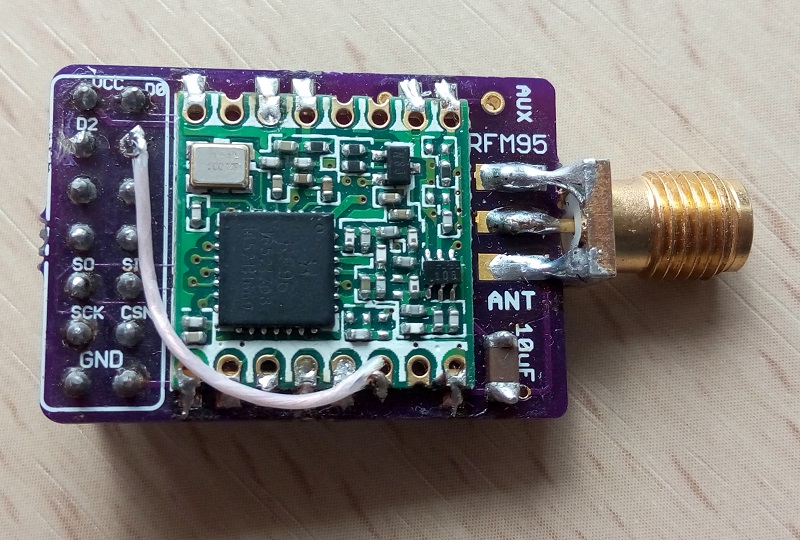 VCC D0
D2
SO SI
SCK CSN
GND
AUX
RFM95
ANT
10uF